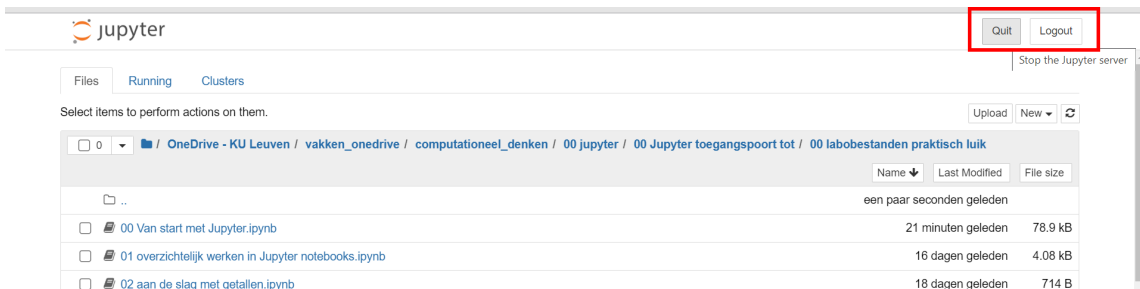 jupyter
Quit Logout
Stop the Jupyter server
Files Running Clusters
Select items to perform actions on them.
Upload New
0 / OneDrive - KU Leuven / vakken_onedrive / computationeel_denken / 00 jupyter / 00 Jupyter toegangspoort tot / 00 labobestanden praktisch luik
Name Last Modified File size
.. een paar seconden geleden
00 Van start met Jupyter.ipynb 21 minuten geleden 78.9 kB
01 overzichtelijk werken in Jupyter notebooks.ipynb 16 dagen geleden 4.08 kB
02 aan de slag met getallen.ipynb 18 dagen geleden 714 B